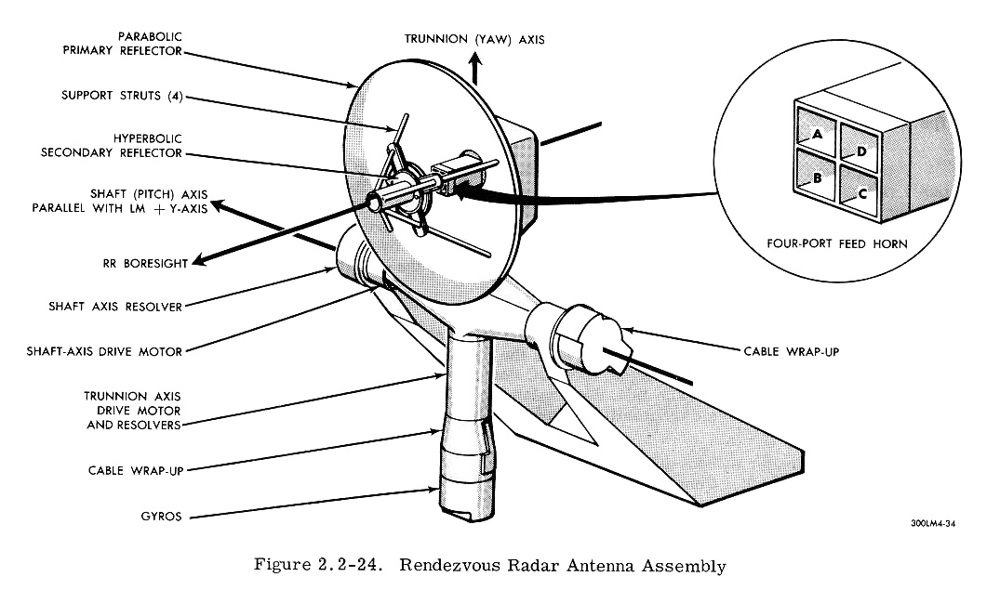 PARABOLIC
PRIMARY REFLECTOR
TRUNNION (YAW) AXIS
SUPPORT STRUTS (4)
HYPERBOLIC
SECONDARY REFLECTOR
SHAFT (PITCH) AXIS
PARALLEL WITH LM + Y-AXIS
RR BORESIGHT
SHAFT AXIS RESOLVER
SHAFT-AXIS DRIVE MOTOR
TRUNNION AXIS
DRIVE MOTOR
AND RESOLVERS
CABLE WRAP-UP
GYROS
A
D
B
C
FOUR-PORT FEED HORN
CABLE WRAP-UP
300LM4-34
Figure 2.2-24. Rendezvous Radar Antenna Assembly